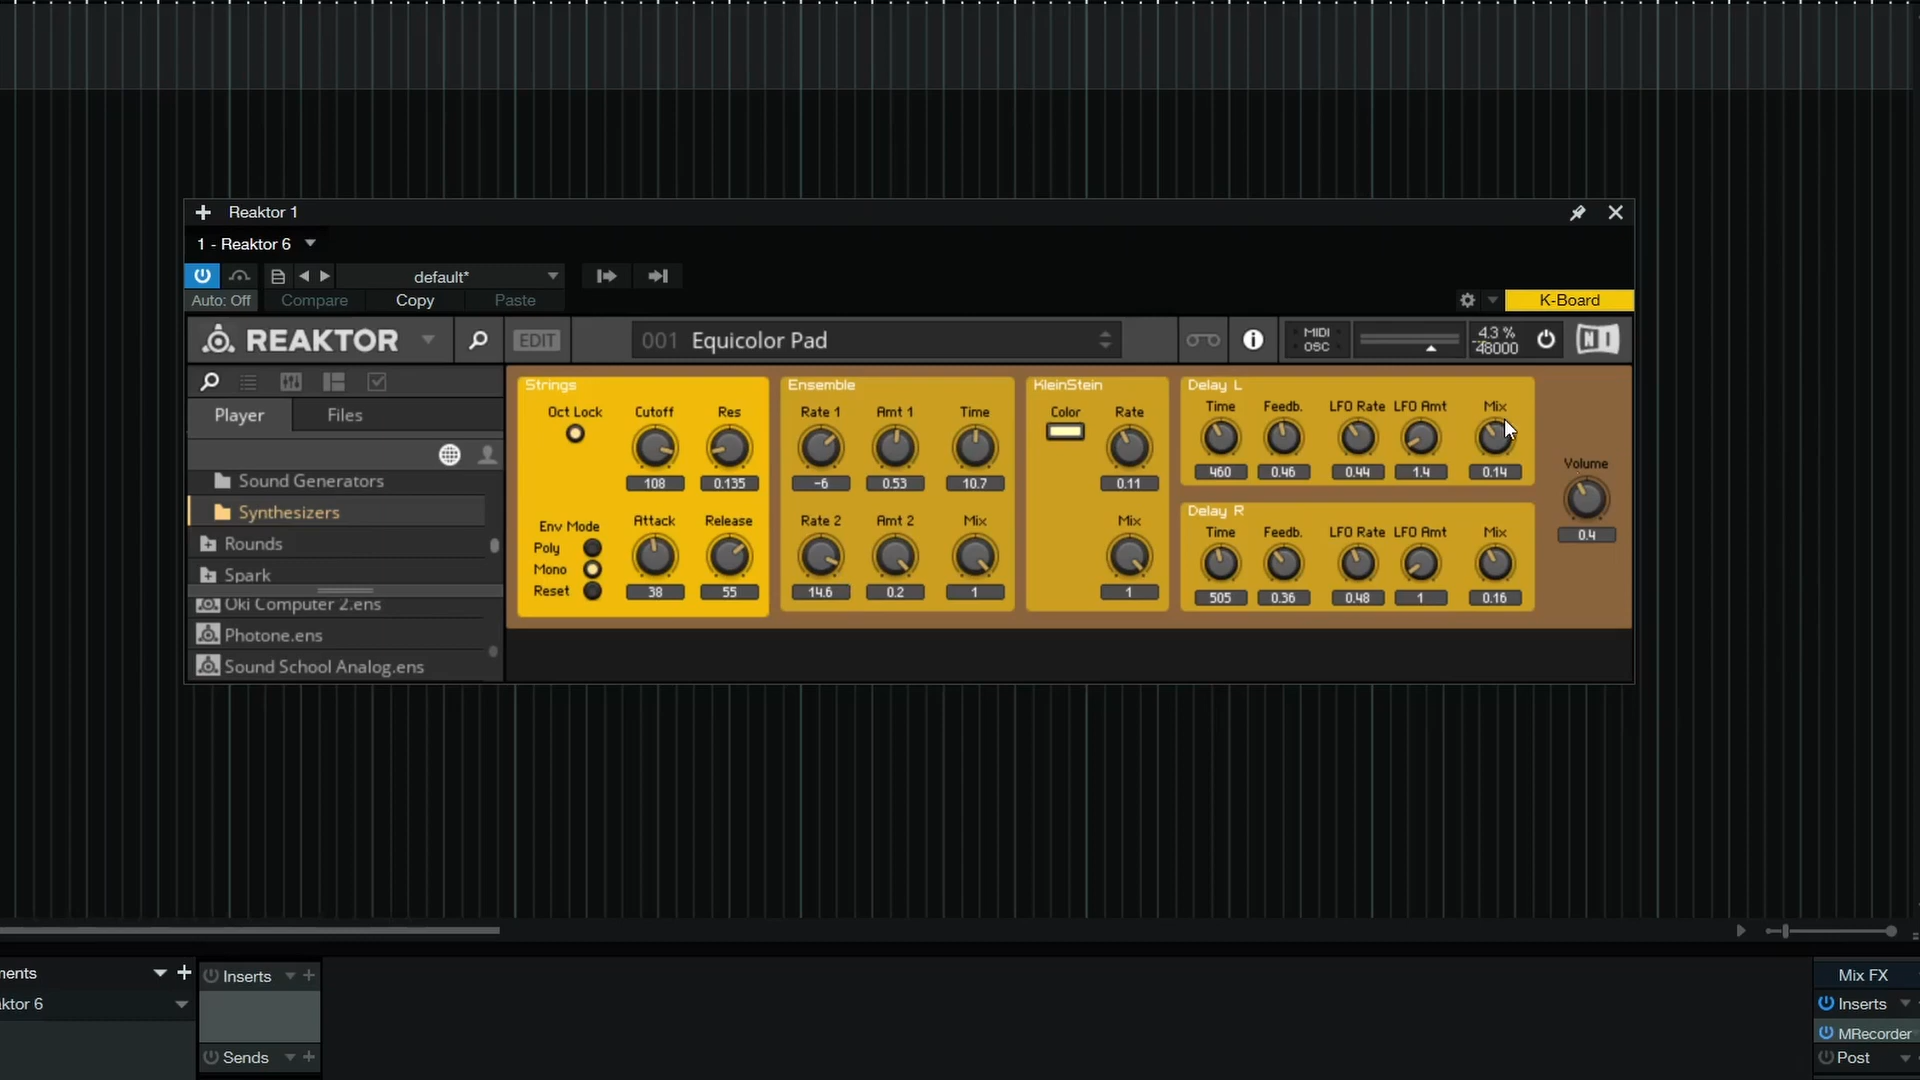 Reaktor 1
1 - Reaktor 6
default*
Auto: Off Compare Copy Paste K-Board
REAKTOR EDIT 001 Equicolor Pad i MIDI OSC 4.3 % 48000 NI
Player Files
Sound Generators
Synthesizers
Rounds
Spark
Oki Computer 2.ens
Photone.ens
Sound School Analog.ens
Strings
Oct Lock Cutoff Res
108 0.135
Env Mode Attack Release
Poly
Mono
Reset 38 55
Ensemble
Rate 1 Amt 1 Time
-6 0.53 10.7
Rate 2 Amt 2 Mix
14.6 0.2 1
KleinStein
Color Rate
0.11
Mix
1
Delay L
Time Feedb. LFO Rate LFO Amt Mix
460 0.46 0.44 1.4 0.14
Delay R
Time Feedb. LFO Rate LFO Amt Mix
505 0.36 0.48 1 0.16
Volume
0.4
ments
ktor 6
Inserts
Sends
Mix FX
Inserts
MRecorder
Post